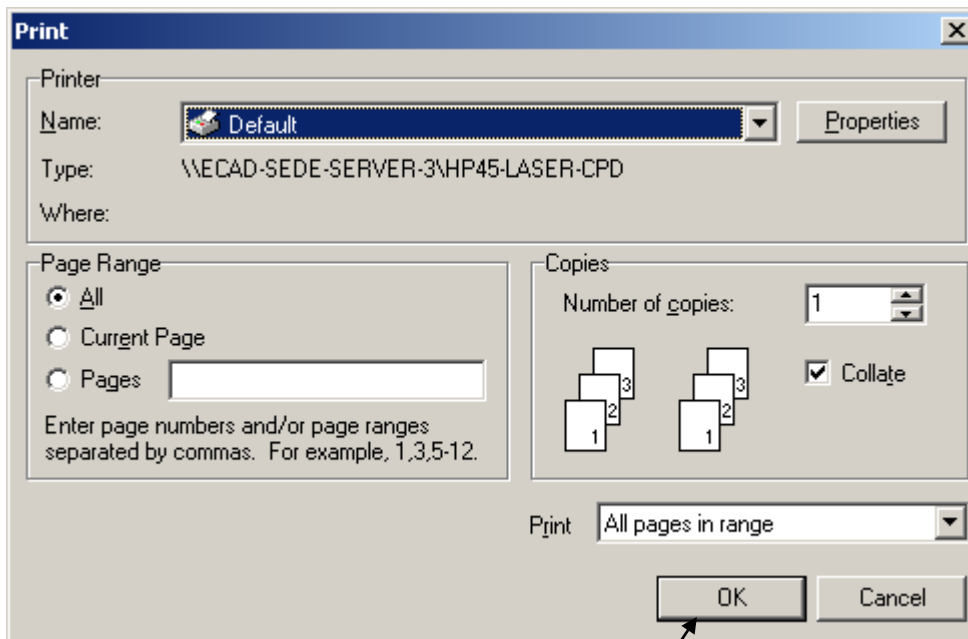 Print
Printer
Name: Default Properties
Type: \\ECAD-SEDE-SERVER-3\HP45-LASER-CPD
Where:
Page Range
All
Current Page
Pages
Enter page numbers and/or page ranges
separated by commas. For example, 1,3,5-12.
Copies
Number of copies: 1
3 3
2 2
1 1
Collate
Print All pages in range
OK Cancel